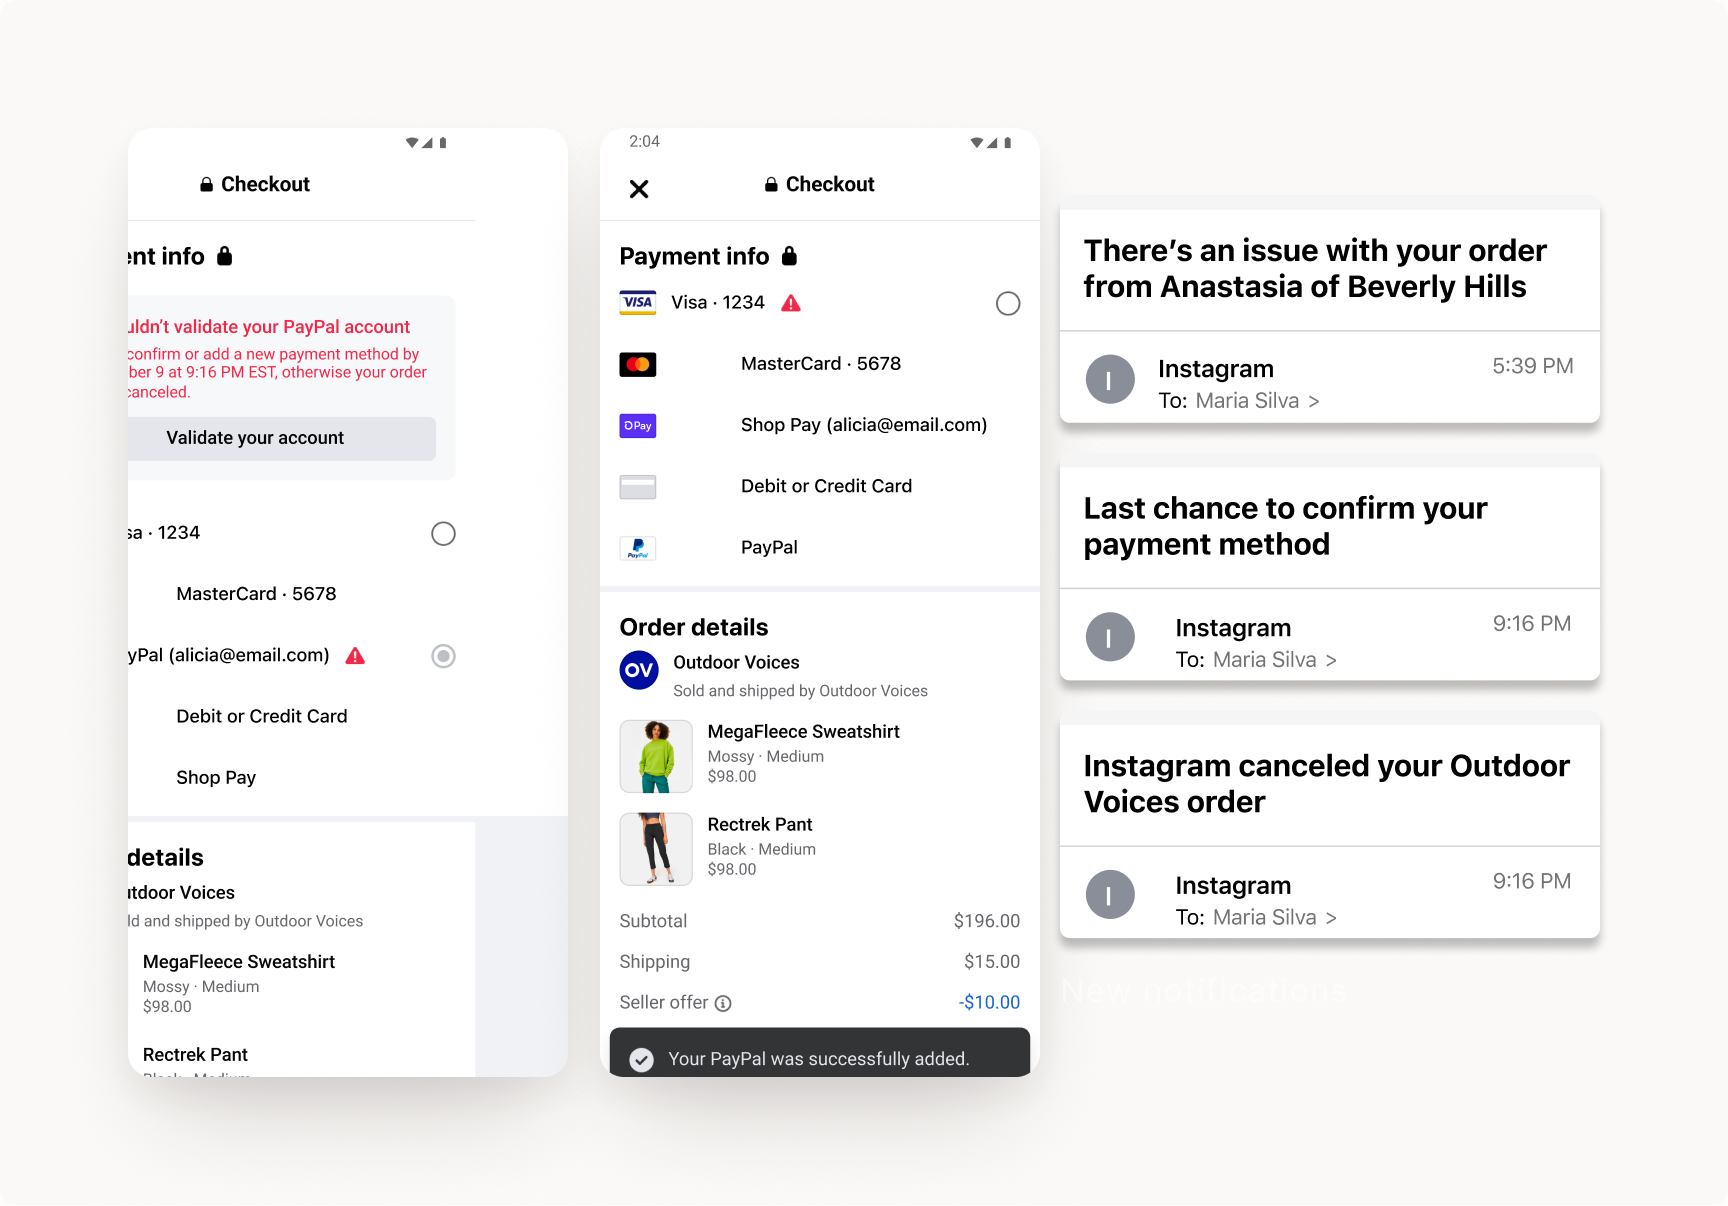 Checkout
nt info
uldn't validate your PayPal account
confirm or add a new payment method by
ber 9 at 9:16 PM EST, otherwise your order
canceled.
Validate your account
sa · 1234
MasterCard · 5678
yPal (alicia@email.com)
Debit or Credit Card
Shop Pay
details
utdoor Voices
ld and shipped by Outdoor Voices
MegaFleece Sweatshirt
Mossy · Medium
$98.00
Rectrek Pant
Black · Medium
2:04
Checkout
Payment info
VISA Visa · 1234
MasterCard · 5678
Pay Shop Pay (alicia@email.com)
Debit or Credit Card
PayPal PayPal
Order details
OV Outdoor Voices
Sold and shipped by Outdoor Voices
MegaFleece Sweatshirt
Mossy · Medium
$98.00
Rectrek Pant
Black · Medium
$98.00
Subtotal $196.00
Shipping $15.00
Seller offer -$10.00
Your PayPal was successfully added.
There's an issue with your order
from Anastasia of Beverly Hills
I Instagram 5:39 PM
To: Maria Silva >
Last chance to confirm your
payment method
I Instagram 9:16 PM
To: Maria Silva >
Instagram canceled your Outdoor
Voices order
I Instagram 9:16 PM
To: Maria Silva >
New notifications